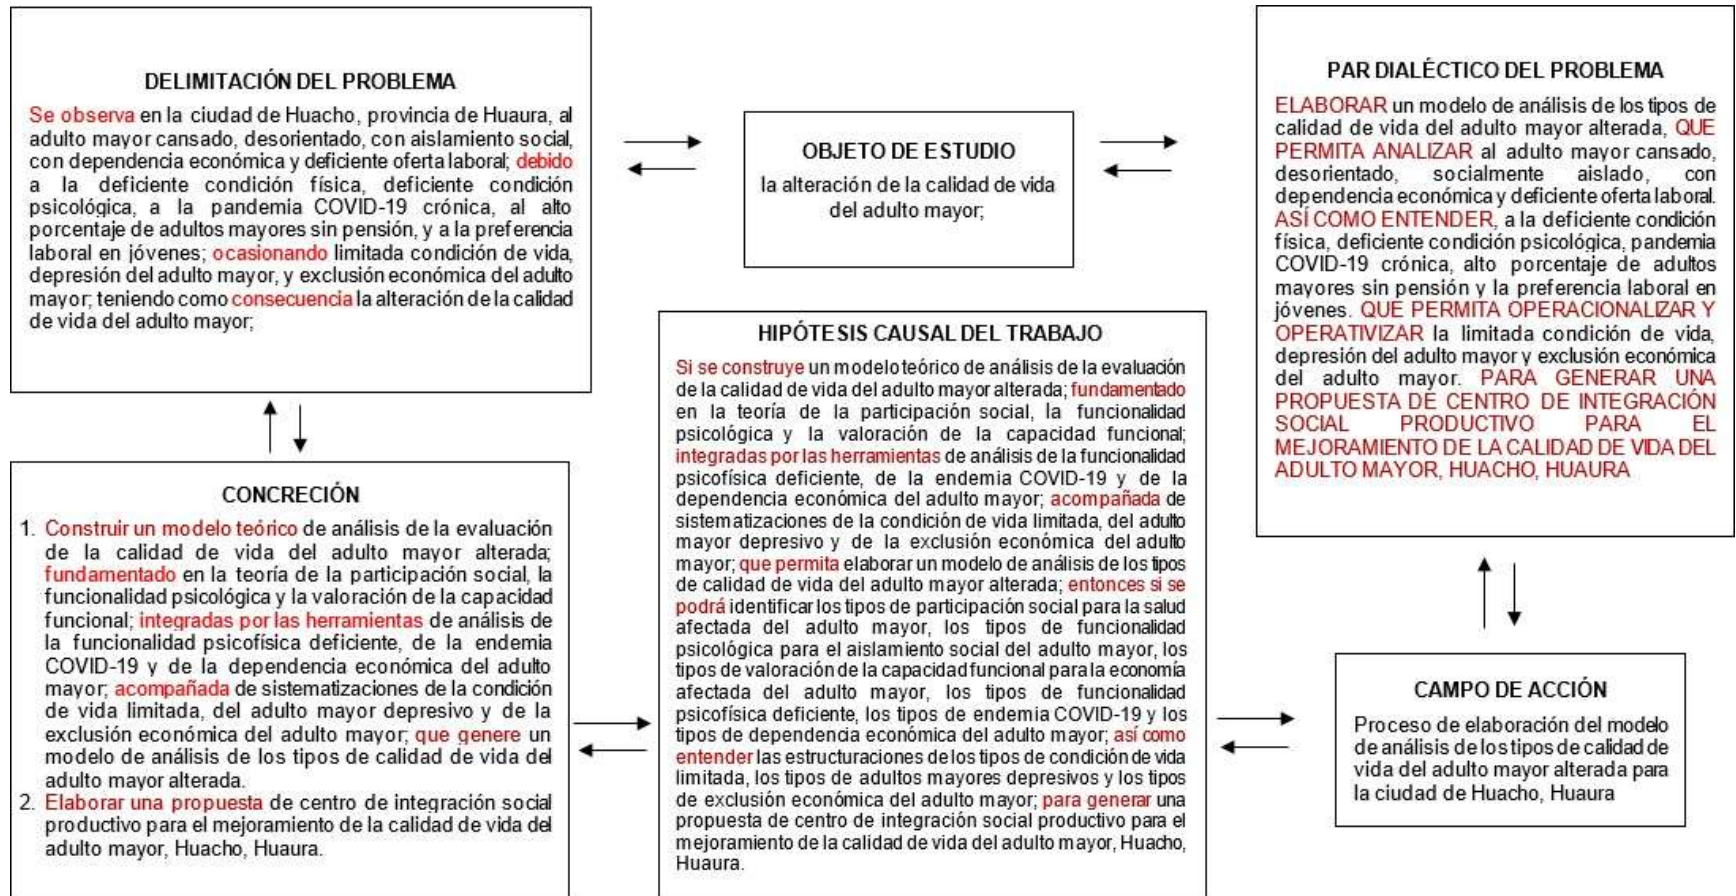 DELIMITACIÓN DEL PROBLEMA
Se observa en la ciudad de Huacho, provincia de Huaura, al
adulto mayor cansado, desorientado, con aislamiento social,
con dependencia económica y deficiente oferta laboral; debido
a la deficiente condición física, deficiente condición
psicológica, a la pandemia COVID-19 crónica, al alto
porcentaje de adultos mayores sin pensión, y a la preferencia
laboral en jóvenes; ocasionando limitada condición de vida,
depresión del adulto mayor, y exclusión económica del adulto
mayor; teniendo como consecuencia la alteración de la calidad
de vida del adulto mayor;
OBJETO DE ESTUDIO
la alteración de la calidad de vida
del adulto mayor;
PAR DIALÉCTICO DEL PROBLEMA
ELABORAR un modelo de análisis de los tipos de
calidad de vida del adulto mayor alterada, QUE
PERMITA ANALIZAR al adulto mayor cansado,
desorientado, socialmente aislado, con
dependencia económica y deficiente oferta laboral.
ASÍ COMO ENTENDER, a la deficiente condición
física, deficiente condición psicológica, pandemia
COVID-19 crónica, alto porcentaje de adultos
mayores sin pensión y la preferencia laboral en
jóvenes. QUE PERMITA OPERACIONALIZAR Y
OPERATIVIZAR la limitada condición de vida,
depresión del adulto mayor y exclusión económica
del adulto mayor. PARA GENERAR UNA
PROPUESTA DE CENTRO DE INTEGRACIÓN
SOCIAL PRODUCTIVO PARA EL
MEJORAMIENTO DE LA CALIDAD DE VIDA DEL
ADULTO MAYOR, HUACHO, HUAURA
CONCRECIÓN
1. Construir un modelo teórico de análisis de la evaluación
de la calidad de vida del adulto mayor alterada;
fundamentado en la teoría de la participación social, la
funcionalidad psicológica y la valoración de la capacidad
funcional; integradas por las herramientas de análisis de
la funcionalidad psicofísica deficiente, de la endemia
COVID-19 y de la dependencia económica del adulto
mayor; acompañada de sistematizaciones de la condición
de vida limitada, del adulto mayor depresivo y de la
exclusión económica del adulto mayor; que genere un
modelo de análisis de los tipos de calidad de vida del
adulto mayor alterada.
2. Elaborar una propuesta de centro de integración social
productivo para el mejoramiento de la calidad de vida del
adulto mayor, Huacho, Huaura.
HIPÓTESIS CAUSAL DEL TRABAJO
Si se construye un modelo teórico de análisis de la evaluación
de la calidad de vida del adulto mayor alterada; fundamentado
en la teoría de la participación social, la funcionalidad
psicológica y la valoración de la capacidad funcional;
integradas por las herramientas de análisis de la funcionalidad
psicofísica deficiente, de la endemia COVID-19 y de la
dependencia económica del adulto mayor; acompañada de
sistematizaciones de la condición de vida limitada, del adulto
mayor depresivo y de la exclusión económica del adulto
mayor; que permita elaborar un modelo de análisis de los tipos
de calidad de vida del adulto mayor alterada; entonces si se
podrá identificar los tipos de participación social para la salud
afectada del adulto mayor, los tipos de funcionalidad
psicológica para el aislamiento social del adulto mayor, los
tipos de valoración de la capacidad funcional para la economía
afectada del adulto mayor, los tipos de funcionalidad
psicofísica deficiente, los tipos de endemia COVID-19 y los
tipos de dependencia económica del adulto mayor; así como
entender las estructuraciones de los tipos de condición de vida
limitada, los tipos de adultos mayores depresivos y los tipos
de exclusión económica del adulto mayor; para generar una
propuesta de centro de integración social productivo para el
mejoramiento de la calidad de vida del adulto mayor, Huacho,
Huaura.
CAMPO DE ACCIÓN
Proceso de elaboración del modelo
de análisis de los tipos de calidad de
vida del adulto mayor alterada para
la ciudad de Huacho, Huaura